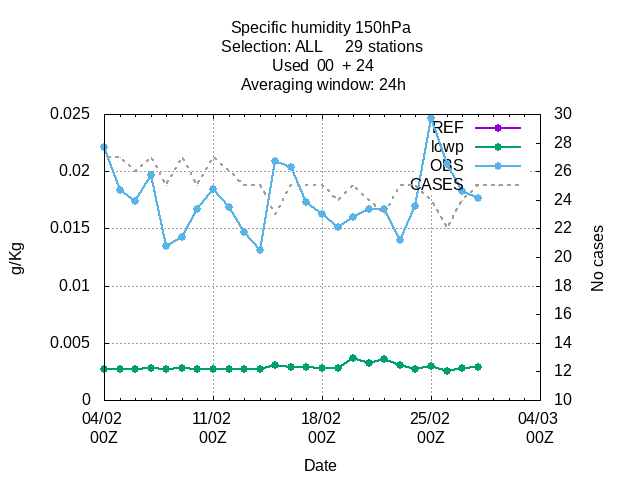 Specific humidity 150hPa
Selection: ALL     29 stations
Used  00  + 24
Averaging window: 24h
0.025
0.02
0.015
0.01
0.005
0
g/Kg
REF
lowp
OBS
CASES
30
28
26
24
22
20
18
16
14
12
10
No cases
04/02 11/02 18/02 25/02 04/03
00Z 00Z 00Z 00Z 00Z
Date